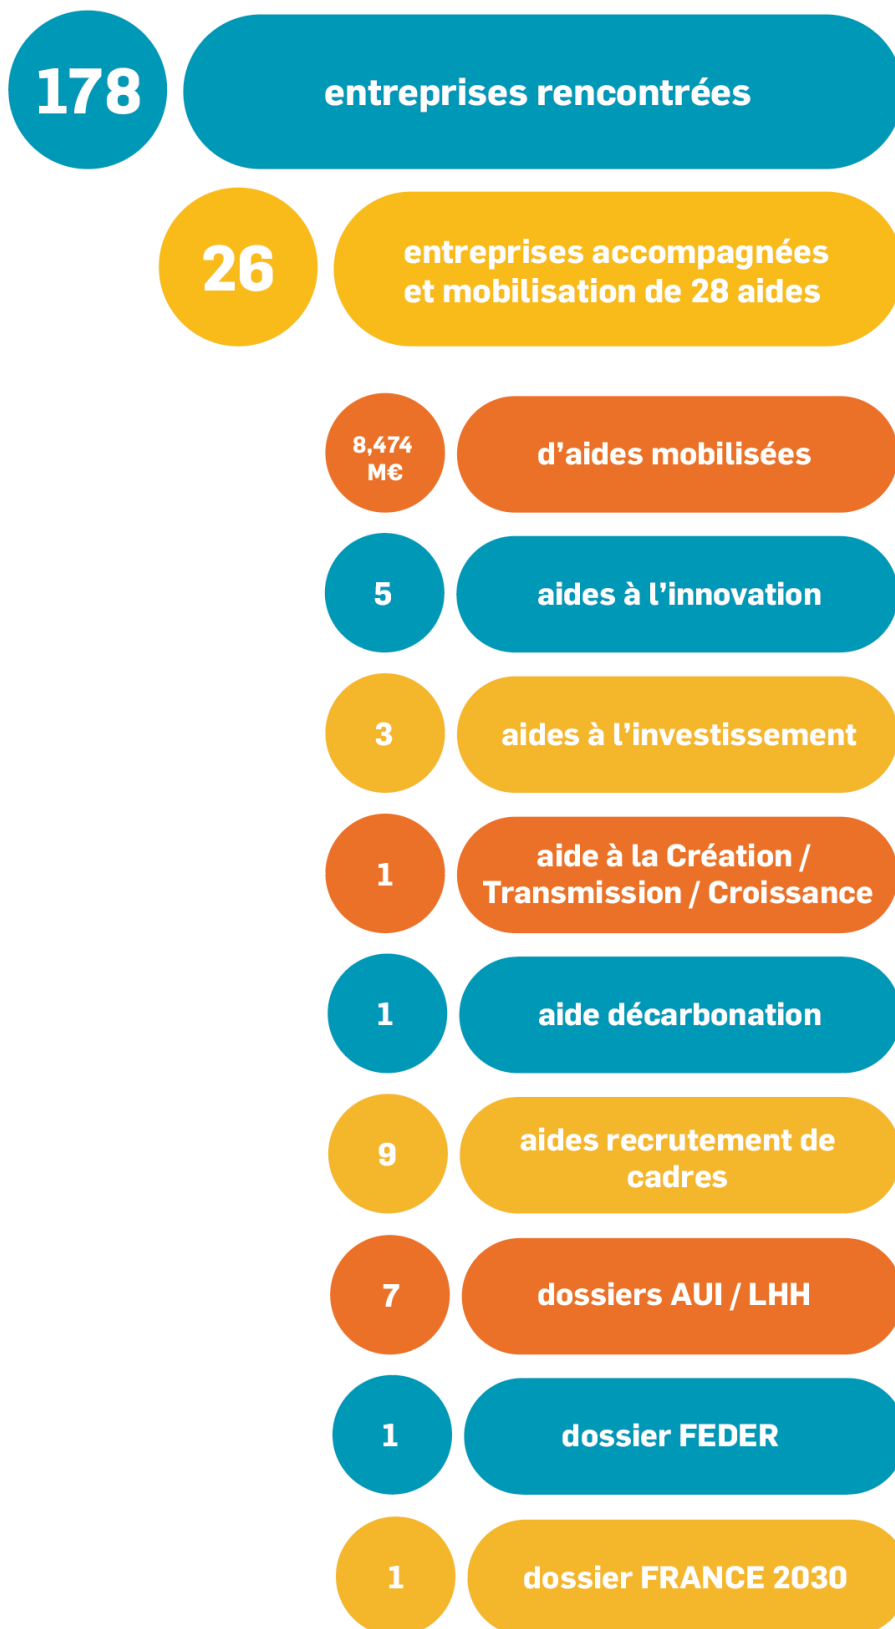 178
entreprises rencontrées
26
entreprises accompagnées
et mobilisation de 28 aides
8,474
M€
d’aides mobilisées
5
aides à l’innovation
3
aides à l’investissement
1
aide à la Création /
Transmission / Croissance
1
aide décarbonation
9
aides recrutement de
cadres
7
dossiers AUI / LHH
1
dossier FEDER
1
dossier FRANCE 2030